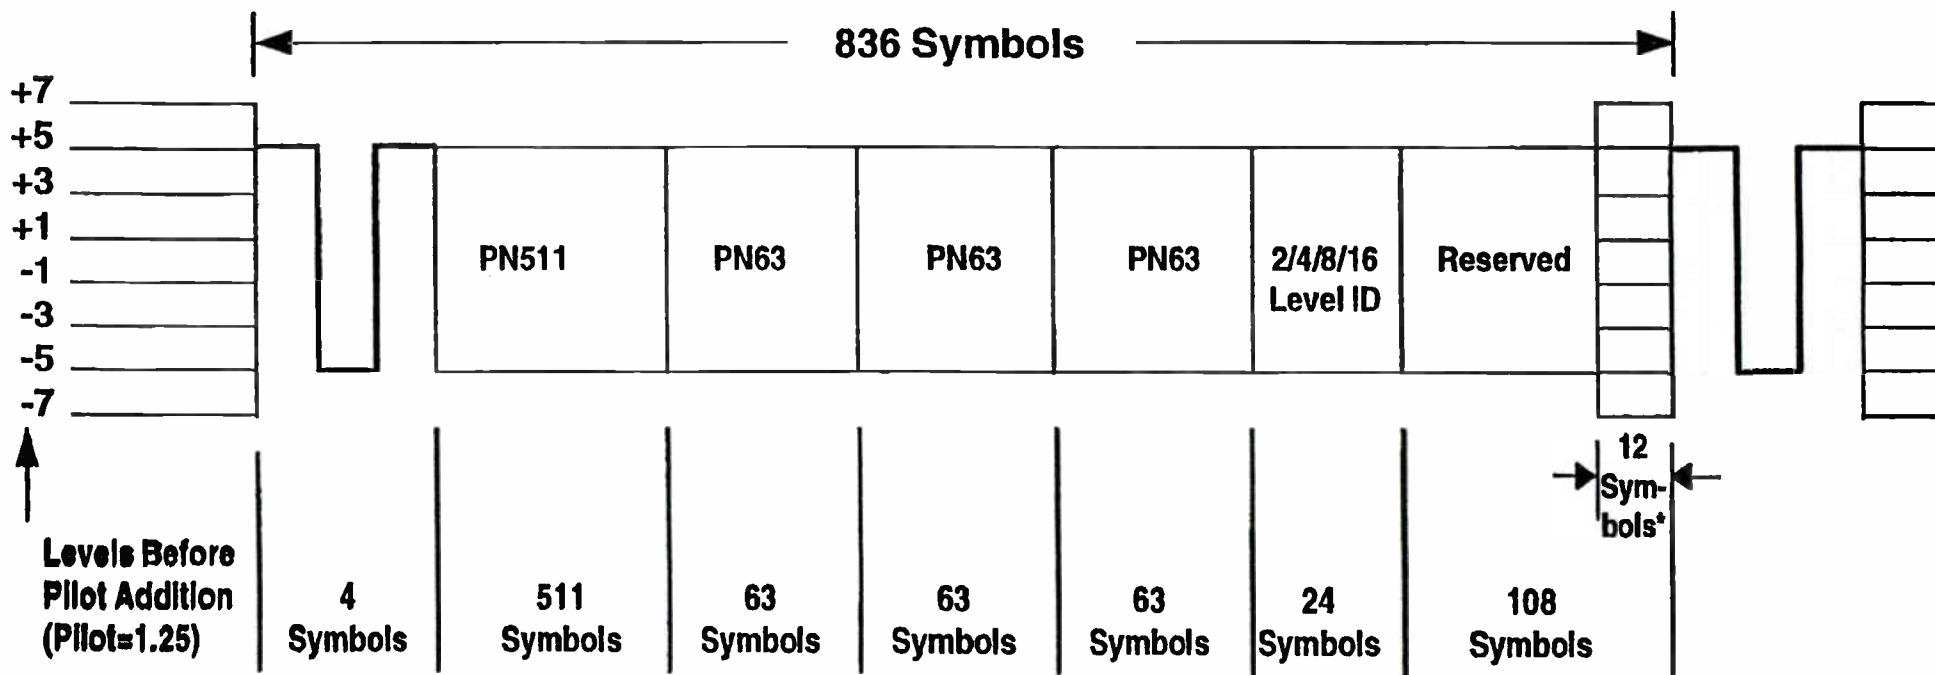 836 Symbols
+7
+5
+3
+1
-1
-3
-5
-7
PN511
PN63
PN63
PN63
2/4/8/16
Level ID
Reserved
12
Sym-
bols*
Levels Before
Pilot Addition
(Pilot=1.25)
4
Symbols
511
Symbols
63
Symbols
63
Symbols
63
Symbols
24
Symbols
108
Symbols